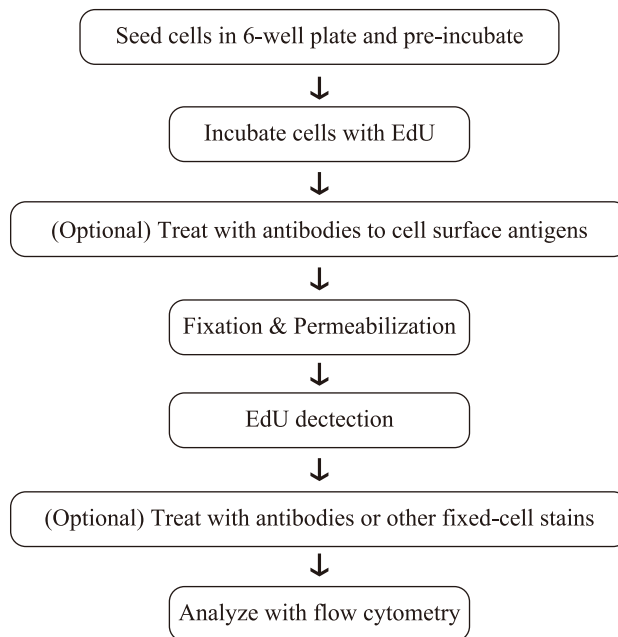 Seed cells in 6-well plate and pre-incubate
Incubate cells with EdU
(Optional) Treat with antibodies to cell surface antigens
Fixation & Permeabilization
EdU dectection
(Optional) Treat with antibodies or other fixed-cell stains
Analyze with flow cytometry